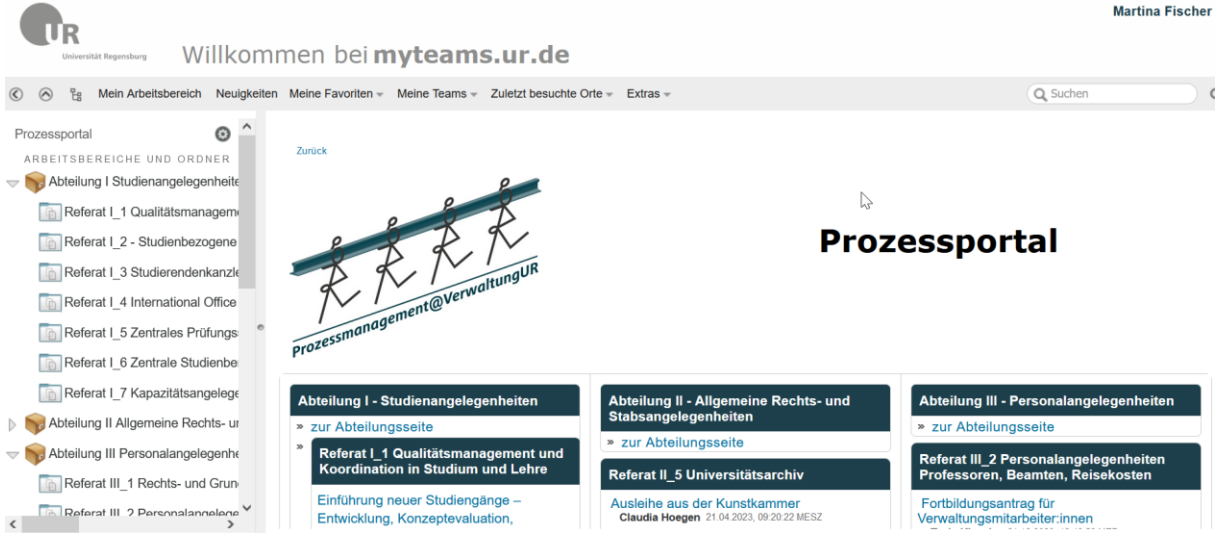 Martina Fischer
UR
Universität Regensburg
Willkommen bei myteams.ur.de
Mein Arbeitsbereich Neuigkeiten Meine Favoriten Meine Teams Zuletzt besuchte Orte Extras
Suchen
Prozessportal
ARBEITSBEREICHE UND ORDNER
Abteilung I Studienangelegenheite
Referat I_1 Qualitätsmanagem
Referat I_2 - Studienbezogene
Referat I_3 Studierendenkanzle
Referat I_4 International Office
Referat I_5 Zentrales Prüfungs
Referat I_6 Zentrale Studienbe
Referat I_7 Kapazitätsangelege
Abteilung II Allgemeine Rechts- u
Abteilung III Personalangelegenhe
Referat III_1 Rechts- und Grun
Referat III_2 Personalangelege
Zurück
Prozessmanagement@VerwaltungUR
Prozessportal
Abteilung I - Studienangelegenheiten
» zur Abteilungsseite
» Referat I_1 Qualitätsmanagement und
Koordination in Studium und Lehre
Einführung neuer Studiengänge –
Entwicklung, Konzeptevaluation,
Abteilung II - Allgemeine Rechts- und
Stabsangelegenheiten
» zur Abteilungsseite
Referat II_5 Universitätsarchiv
Ausleihe aus der Kunstkammer
Claudia Hoegen 21.04.2023, 09:20:22 MESZ
Abteilung III - Personalangelegenheiten
» zur Abteilungsseite
Referat III_2 Personalangelegenheiten
Professoren, Beamten, Reisekosten
Fortbildungsantrag für
Verwaltungsmitarbeiter:innen